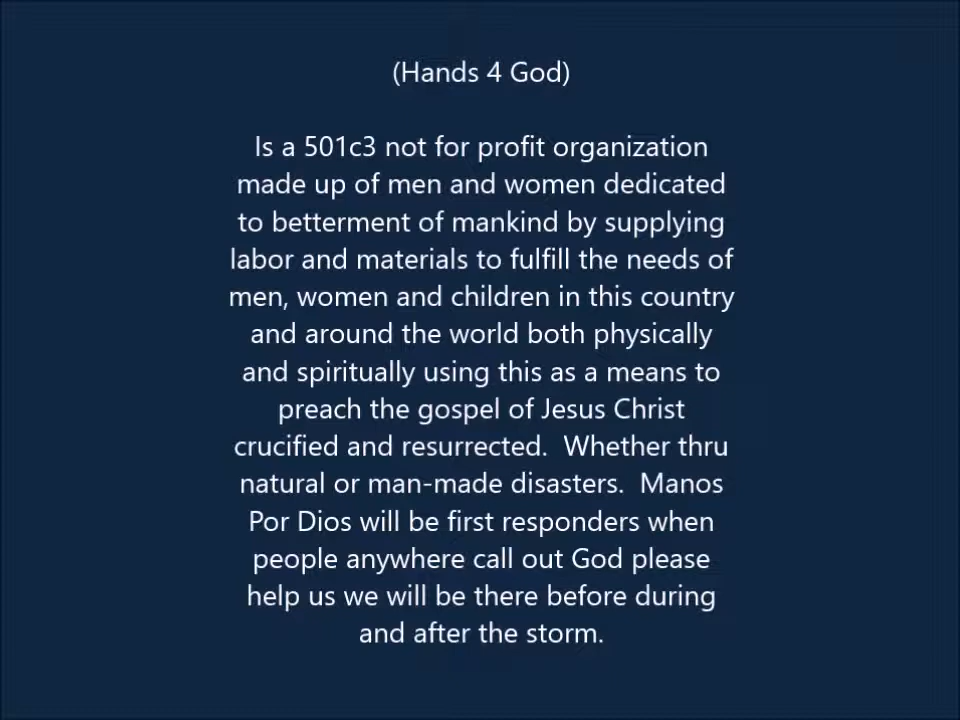 (Hands 4 God)
Is a 501c3 not for profit organization
made up of men and women dedicated
to betterment of mankind by supplying
labor and materials to fulfill the needs of
men, women and children in this country
and around the world both physically
and spiritually using this as a means to
preach the gospel of Jesus Christ
crucified and resurrected.  Whether thru
natural or man-made disasters.  Manos
Por Dios will be first responders when
people anywhere call out God please
help us we will be there before during
and after the storm.